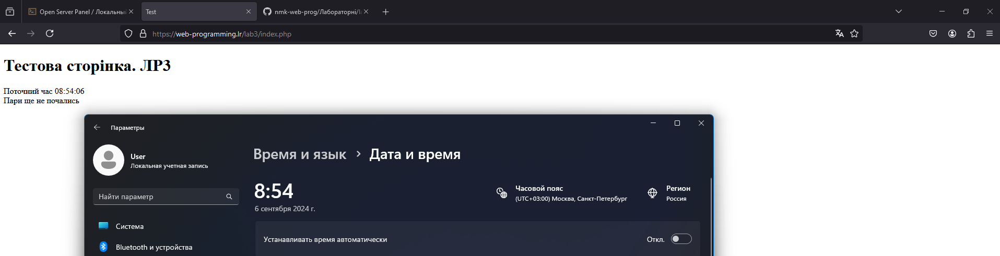 Open Server Panel / Локальный
Test
nmk-web-prog/Лабораторні/la
https://web-programming.lr/lab3/index.php
Тестова сторінка. ЛР3
Поточний час 08:54:06
Пари ще не почались
Параметры
User
Локальная учетная запись
Найти параметр
Система
Bluetooth и устройства
Время и язык > Дата и время
8:54
6 сентября 2024 г.
Часовой пояс
(UTC+03:00) Москва, Санкт-Петербург
Регион
Россия
Устанавливать время автоматически
Откл.